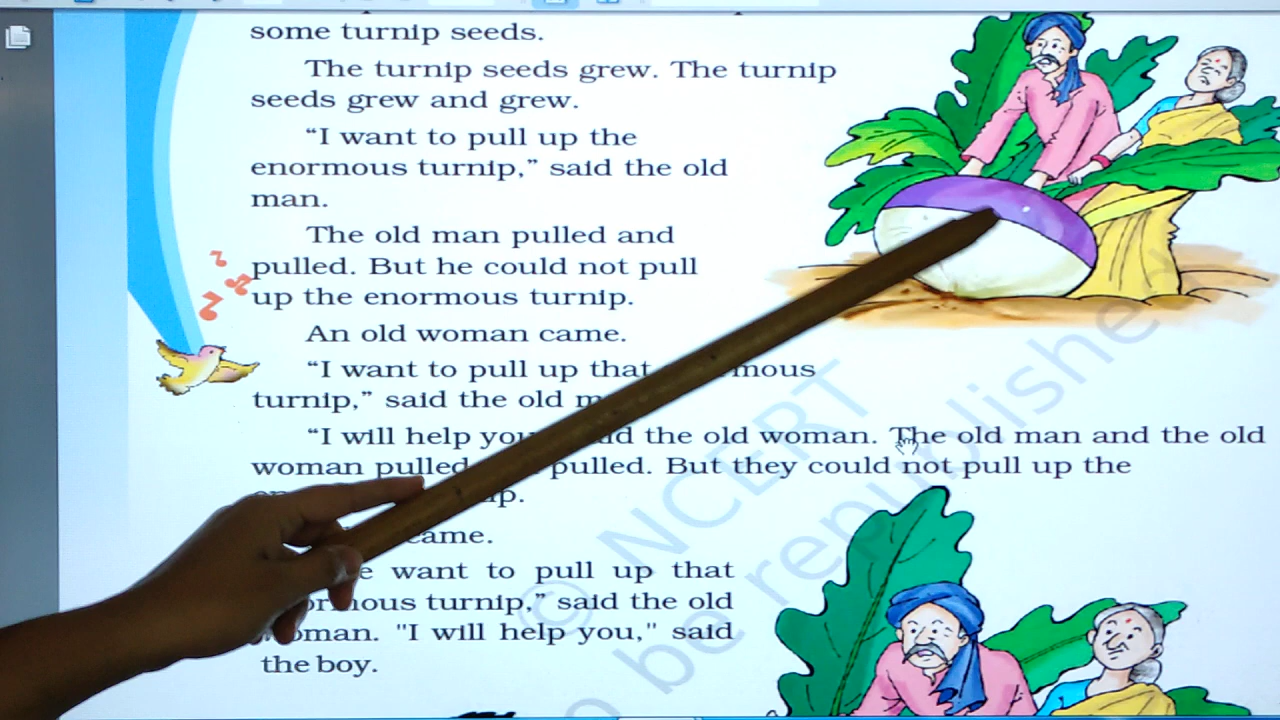 some turnip seeds.
The turnip seeds grew. The turnip
seeds grew and grew.
“I want to pull up the
enormous turnip,” said the old
man.
The old man pulled and
pulled. But he could not pull
up the enormous turnip.
An old woman came.
“I want to pull up that
turnip,” said the old
“I will help you the old woman. The old man and the old
woman pulled pulled. But they could not pull up the
came.
want to pull up that
turnip,” said the old
woman. "I will help you," said
the boy.
© NCERT
be republished